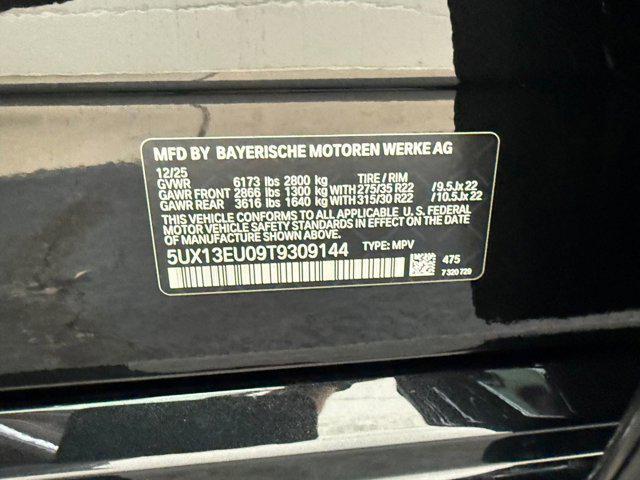 MFD BY BAYERISCHE MOTOREN WERKE AG
12/25
GVWR 6173 lbs 2800 kg TIRE / RIM
GAWR FRONT 2866 lbs 1300 kg WITH 275/35 R22 / 9.5Jx22
GAWR REAR 3616 lbs 1640 kg WITH 315/30 R22 / 10.5Jx22
THIS VEHICLE CONFORMS TO ALL APPLICABLE U.S. FEDERAL
MOTOR VEHICLE SAFETY STANDARDS IN EFFECT ON THE DATE
OF MANUFACTURE SHOWN ABOVE.
5UX13EU09T9309144 TYPE: MPV
475
7 320 729